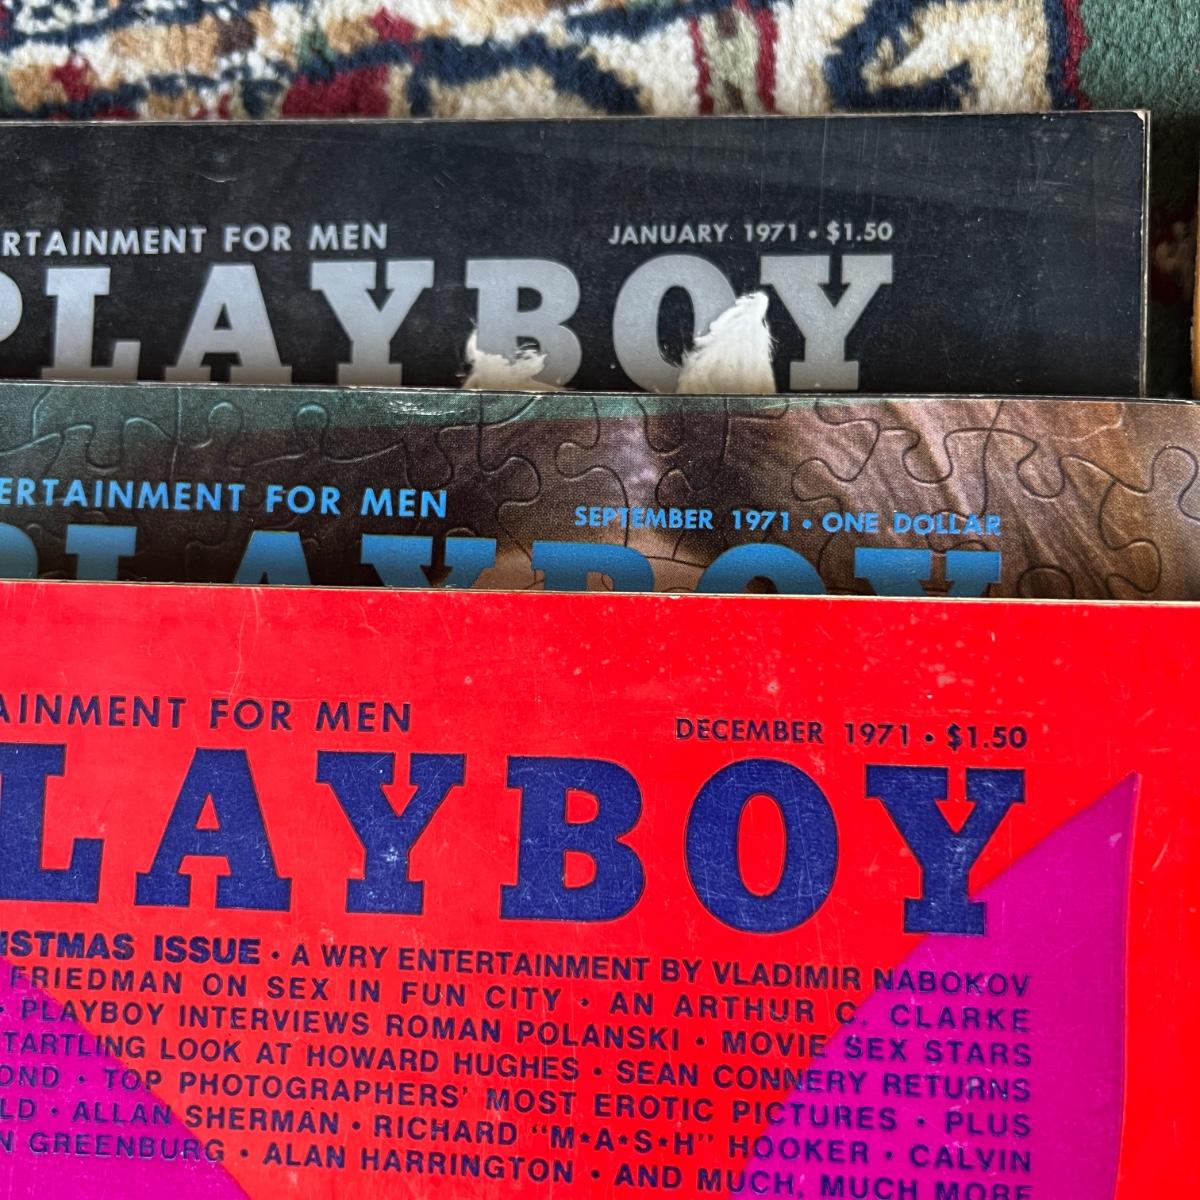 RTAINMENT FOR MEN JANUARY 1971 • $1.50
PLAYBOY
ERTAINMENT FOR MEN SEPTEMBER 1971 • ONE DOLLAR
PLAYBOY
AINMENT FOR MEN DECEMBER 1971 • $1.50
LAYBOY
ISTMAS ISSUE • A WRY ENTERTAINMENT BY VLADIMIR NABOKOV
FRIEDMAN ON SEX IN FUN CITY • AN ARTHUR C. CLARKE
• PLAYBOY INTERVIEWS ROMAN POLANSKI • MOVIE SEX STARS
TARTLING LOOK AT HOWARD HUGHES • SEAN CONNERY RETURNS
OND • TOP PHOTOGRAPHERS' MOST EROTIC PICTURES • PLUS
LD • ALLAN SHERMAN • RICHARD "M*A*S*H" HOOKER • CALVIN
N GREENBURG • ALAN HARRINGTON • AND MUCH, MUCH MORE